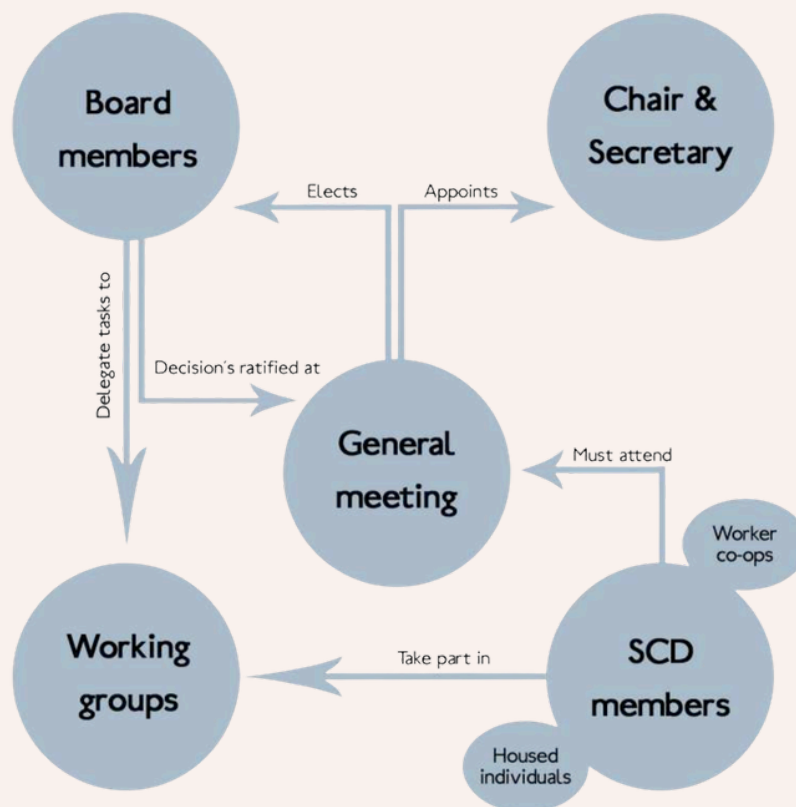 Board
members
Chair &
Secretary
Elects
Appoints
Delegate tasks to
Decision's ratified at
General
meeting
Must attend
Worker
co-ops
Working
groups
Take part in
SCD
members
Housed
individuals